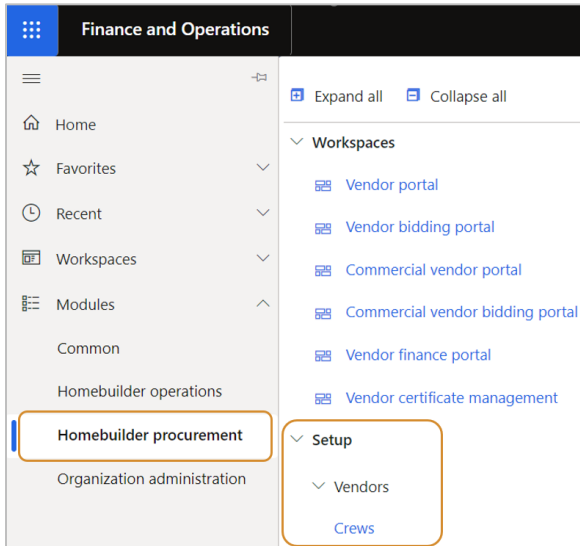 Finance and Operations
Home
Favorites
Recent
Workspaces
Modules
Common
Homebuilder operations
Homebuilder procurement
Organization administration
Expand all
Collapse all
Workspaces
Vendor portal
Vendor bidding portal
Commercial vendor portal
Commercial vendor bidding portal
Vendor finance portal
Vendor certificate management
Setup
Vendors
Crews